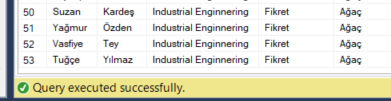 50 Suzan Kardeş Industrial Enginnering Fikret Ağaç
51 Yağmur Özden Industrial Enginnering Fikret Ağaç
52 Vasfiye Tey Industrial Enginnering Fikret Ağaç
53 Tuğçe Yılmaz Industrial Enginnering Fikret Ağaç
Query executed successfully.